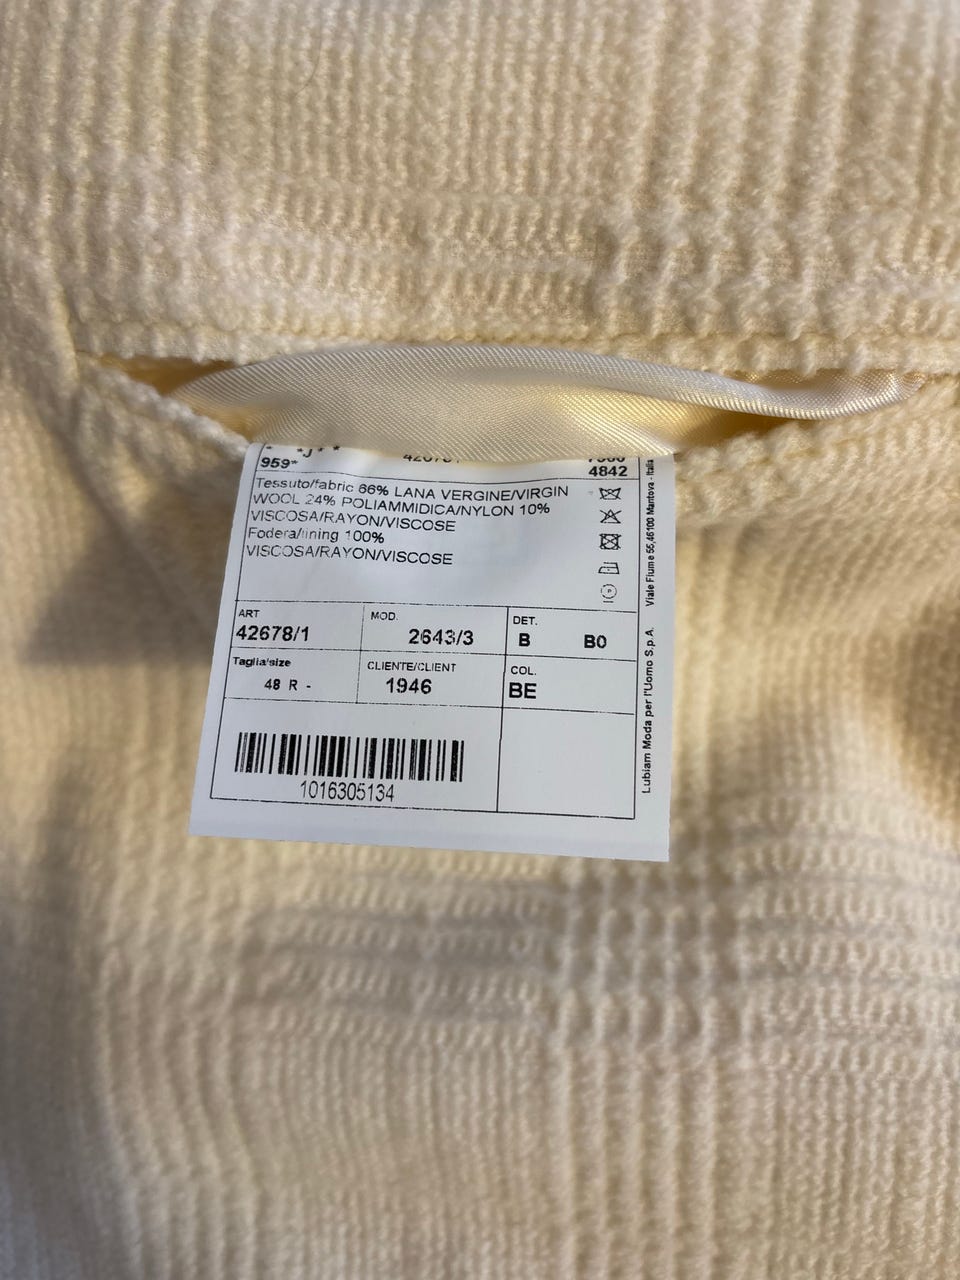 959*
4842
Tessuto/fabric 66% LANA VERGINE/VIRGIN
WOOL 24% POLIAMMIDICA/NYLON 10%
VISCOSA/RAYON/VISCOSE
Fodera/lining 100%
VISCOSA/RAYON/VISCOSE
ART
42678/1
MOD.
2643/3
DET.
B B0
Taglia/size
48 R -
CLIENTE/CLIENT
1946
COL.
BE
1016305134
Lubiam Moda per l'Uomo S.p.A. Viale Fiume 55,46100 Mantova - Italia